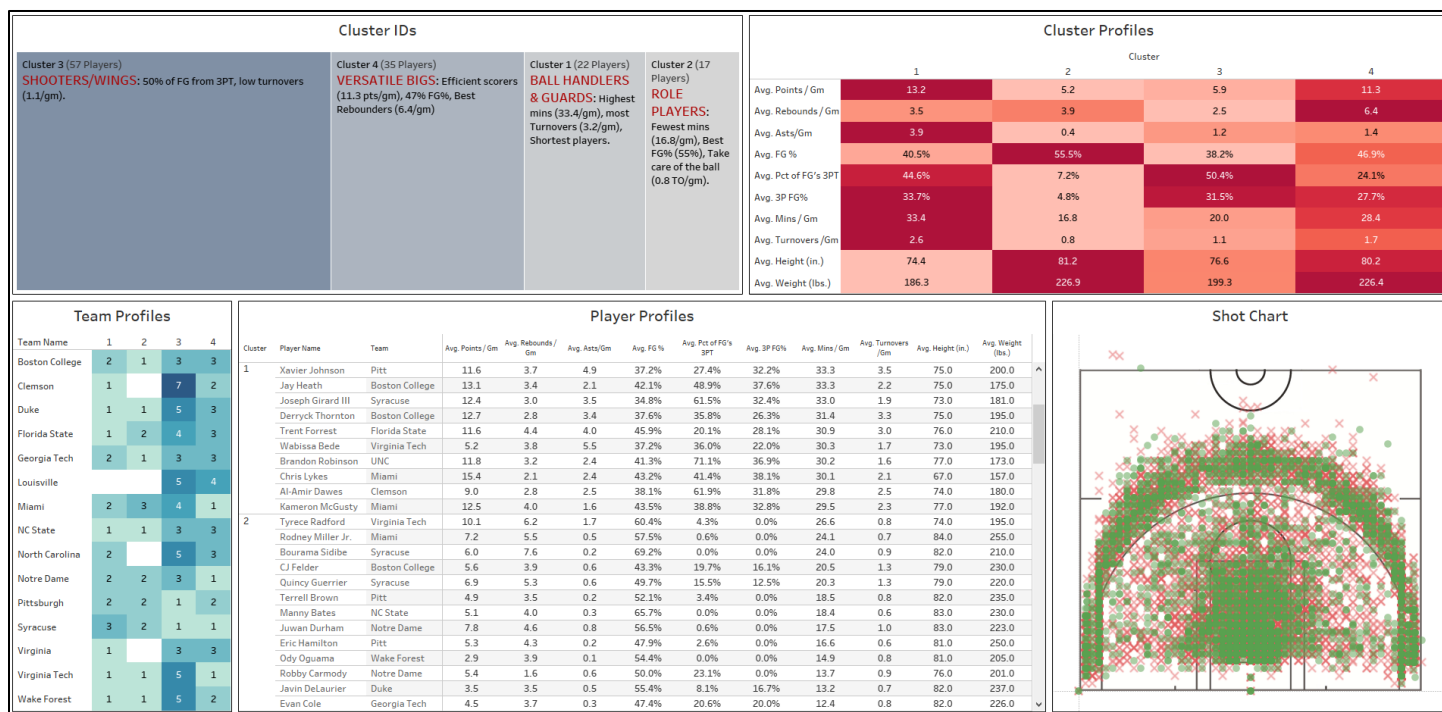 Cluster IDs
Cluster 3 (57 Players)
SHOOTERS/WINGS: 50% of FG from 3PT, low turnovers
(1.1/gm).
Cluster 4 (35 Players)
VERSATILE BIGS: Efficient scorers
(11.3 pts/gm), 47% FG%, Best
Rebounders (6.4/gm)
Cluster 1 (22 Players)
BALL HANDLERS
& GUARDS: Highest
mins (33.4/gm), most
Turnovers (3.2/gm),
Shortest players.
Cluster 2 (17
Players)
ROLE
PLAYERS:
Fewest mins
(16.8/gm), Best
FG% (55%), Take
care of the ball
(0.8 TO/gm).
Cluster Profiles
Cluster
1 2 3 4
Avg. Points / Gm 13.2 5.2 5.9 11.3
Avg. Rebounds / Gm 3.5 3.9 2.5 6.4
Avg. Asts/Gm 3.9 0.4 1.2 1.4
Avg. FG % 40.5% 55.5% 38.2% 46.9%
Avg. Pct of FG's 3PT 44.6% 7.2% 50.4% 24.1%
Avg. 3P FG% 33.7% 4.8% 31.5% 27.7%
Avg. Mins / Gm 33.4 16.8 20.0 28.4
Avg. Turnovers /Gm 2.6 0.8 1.1 1.7
Avg. Height (in.) 74.4 81.2 76.6 80.2
Avg. Weight (lbs.) 186.3 226.9 199.3 226.4
Team Profiles
Team Name 1 2 3 4
Boston College 2 1 3 3
Clemson 1 7 2
Duke 1 1 5 3
Florida State 1 2 4 3
Georgia Tech 2 1 3 3
Louisville 5 4
Miami 2 3 4 1
NC State 1 1 3 3
North Carolina 2 5 3
Notre Dame 2 2 3 1
Pittsburgh 2 2 1 2
Syracuse 3 2 1 1
Virginia 1 3 3
Virginia Tech 1 1 5 1
Wake Forest 1 1 5 2
Player Profiles
Cluster Player Name Team Avg. Points / Gm Avg. Rebounds / Gm Avg. Asts/Gm Avg. FG % Avg. Pct of FG's 3PT Avg. 3P FG% Avg. Mins / Gm Avg. Turnovers /Gm Avg. Height (in.) Avg. Weight (lbs.)
1 Xavier Johnson Pitt 11.6 3.7 4.9 37.2% 27.4% 32.2% 33.3 3.5 75.0 200.0
Jay Heath Boston College 13.1 3.4 2.1 42.1% 48.9% 37.6% 33.3 2.2 75.0 175.0
Joseph Girard III Syracuse 12.4 3.0 3.5 34.8% 61.5% 32.4% 33.0 1.9 73.0 181.0
Derryck Thornton Boston College 12.7 2.8 3.4 37.6% 35.8% 26.3% 31.4 3.3 75.0 195.0
Trent Forrest Florida State 11.6 4.4 4.0 45.9% 20.1% 28.1% 30.9 3.0 76.0 210.0
Wabissa Bede Virginia Tech 5.2 3.8 5.5 37.2% 36.0% 22.0% 30.3 1.7 73.0 195.0
Brandon Robinson UNC 11.8 3.2 2.4 41.3% 71.1% 36.9% 30.2 1.6 77.0 173.0
Chris Lykes Miami 15.4 2.1 2.4 43.2% 41.4% 38.1% 30.1 2.1 67.0 157.0
Al-Amir Dawes Clemson 9.0 2.8 2.5 38.1% 61.9% 31.8% 29.8 2.5 74.0 180.0
Kameron McGusty Miami 12.5 4.0 1.6 43.5% 38.8% 32.8% 29.5 2.3 77.0 192.0
2 Tyrece Radford Virginia Tech 10.1 6.2 1.7 60.4% 4.3% 0.0% 26.6 0.8 74.0 195.0
Rodney Miller Jr. Miami 7.2 5.5 0.5 57.5% 0.6% 0.0% 24.1 0.7 84.0 255.0
Bourama Sidibe Syracuse 6.0 7.6 0.2 69.2% 0.0% 0.0% 24.0 0.9 82.0 210.0
CJ Felder Boston College 5.6 3.9 0.6 43.3% 19.7% 16.1% 20.5 1.3 79.0 230.0
Quincy Guerrier Syracuse 6.9 5.3 0.6 49.7% 15.5% 12.5% 20.3 1.3 79.0 220.0
Terrell Brown Pitt 4.9 3.5 0.2 52.1% 3.4% 0.0% 18.5 0.8 82.0 235.0
Manny Bates NC State 5.1 4.0 0.3 65.7% 0.0% 0.0% 18.4 0.6 83.0 230.0
Juwan Durham Notre Dame 7.8 4.6 0.8 56.5% 0.6% 0.0% 17.5 1.0 83.0 223.0
Eric Hamilton Pitt 5.3 4.3 0.2 47.9% 2.6% 0.0% 16.6 0.6 81.0 250.0
Ody Oguama Wake Forest 2.9 3.9 0.1 54.4% 0.0% 0.0% 14.9 0.8 81.0 205.0
Robby Carmody Notre Dame 5.4 1.6 0.6 50.0% 23.1% 0.0% 13.7 0.9 76.0 201.0
Javin DeLaurier Duke 3.5 3.5 0.5 55.4% 8.1% 16.7% 13.2 0.7 82.0 237.0
Evan Cole Georgia Tech 4.5 3.7 0.3 47.4% 20.6% 20.0% 12.4 0.8 82.0 226.0
Shot Chart